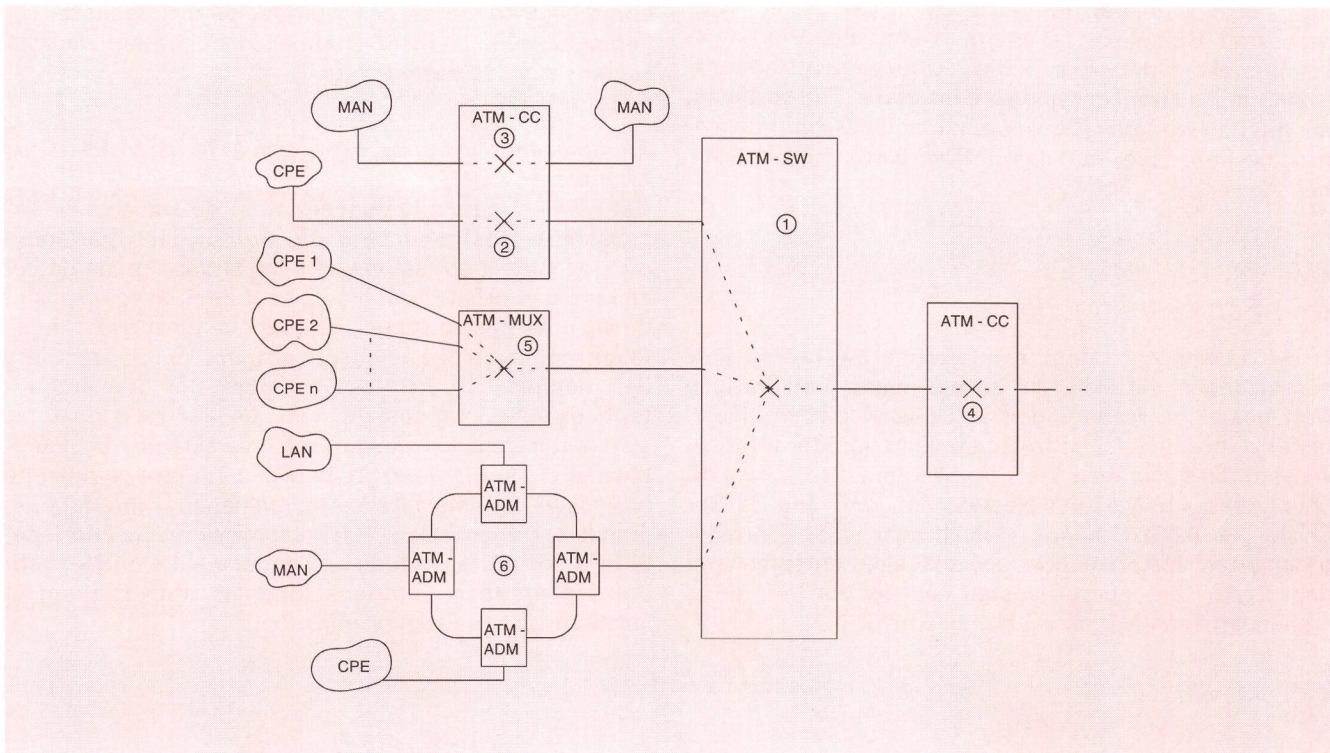 MAN
MAN
ATM - CC
③
CPE
②
ATM - SW
①
CPE 1
CPE 2
CPE n
ATM - MUX
⑤
ATM - CC
④
LAN
ATM -
ADM
MAN
ATM -
ADM
⑥
ATM -
ADM
ATM -
ADM
CPE